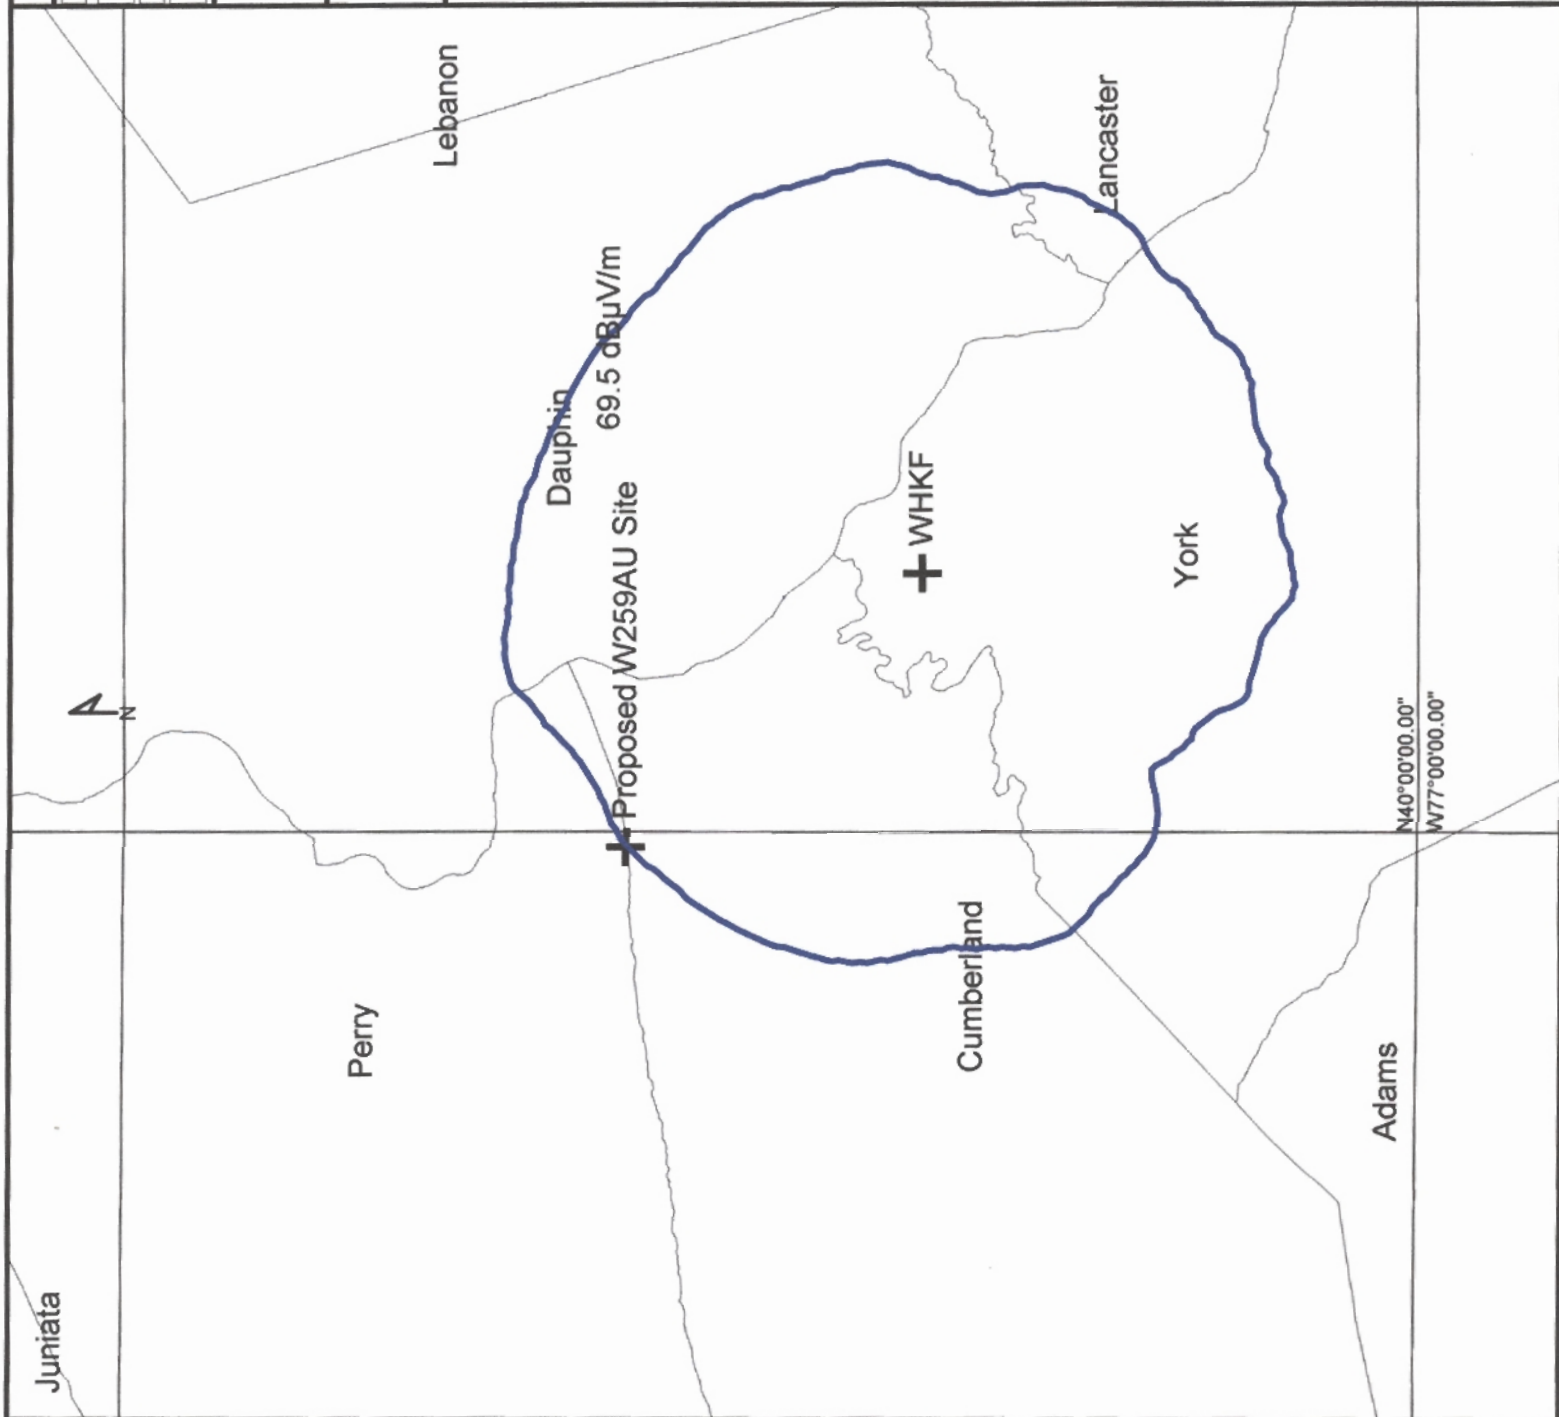 Juniata
Perry
N
Lebanon
Dauphin
69.5 dBµV/m
Proposed W259AU Site
WHKF
Lancaster
Cumberland
York
Adams
N40°00'00.00"
W77°00'00.00"